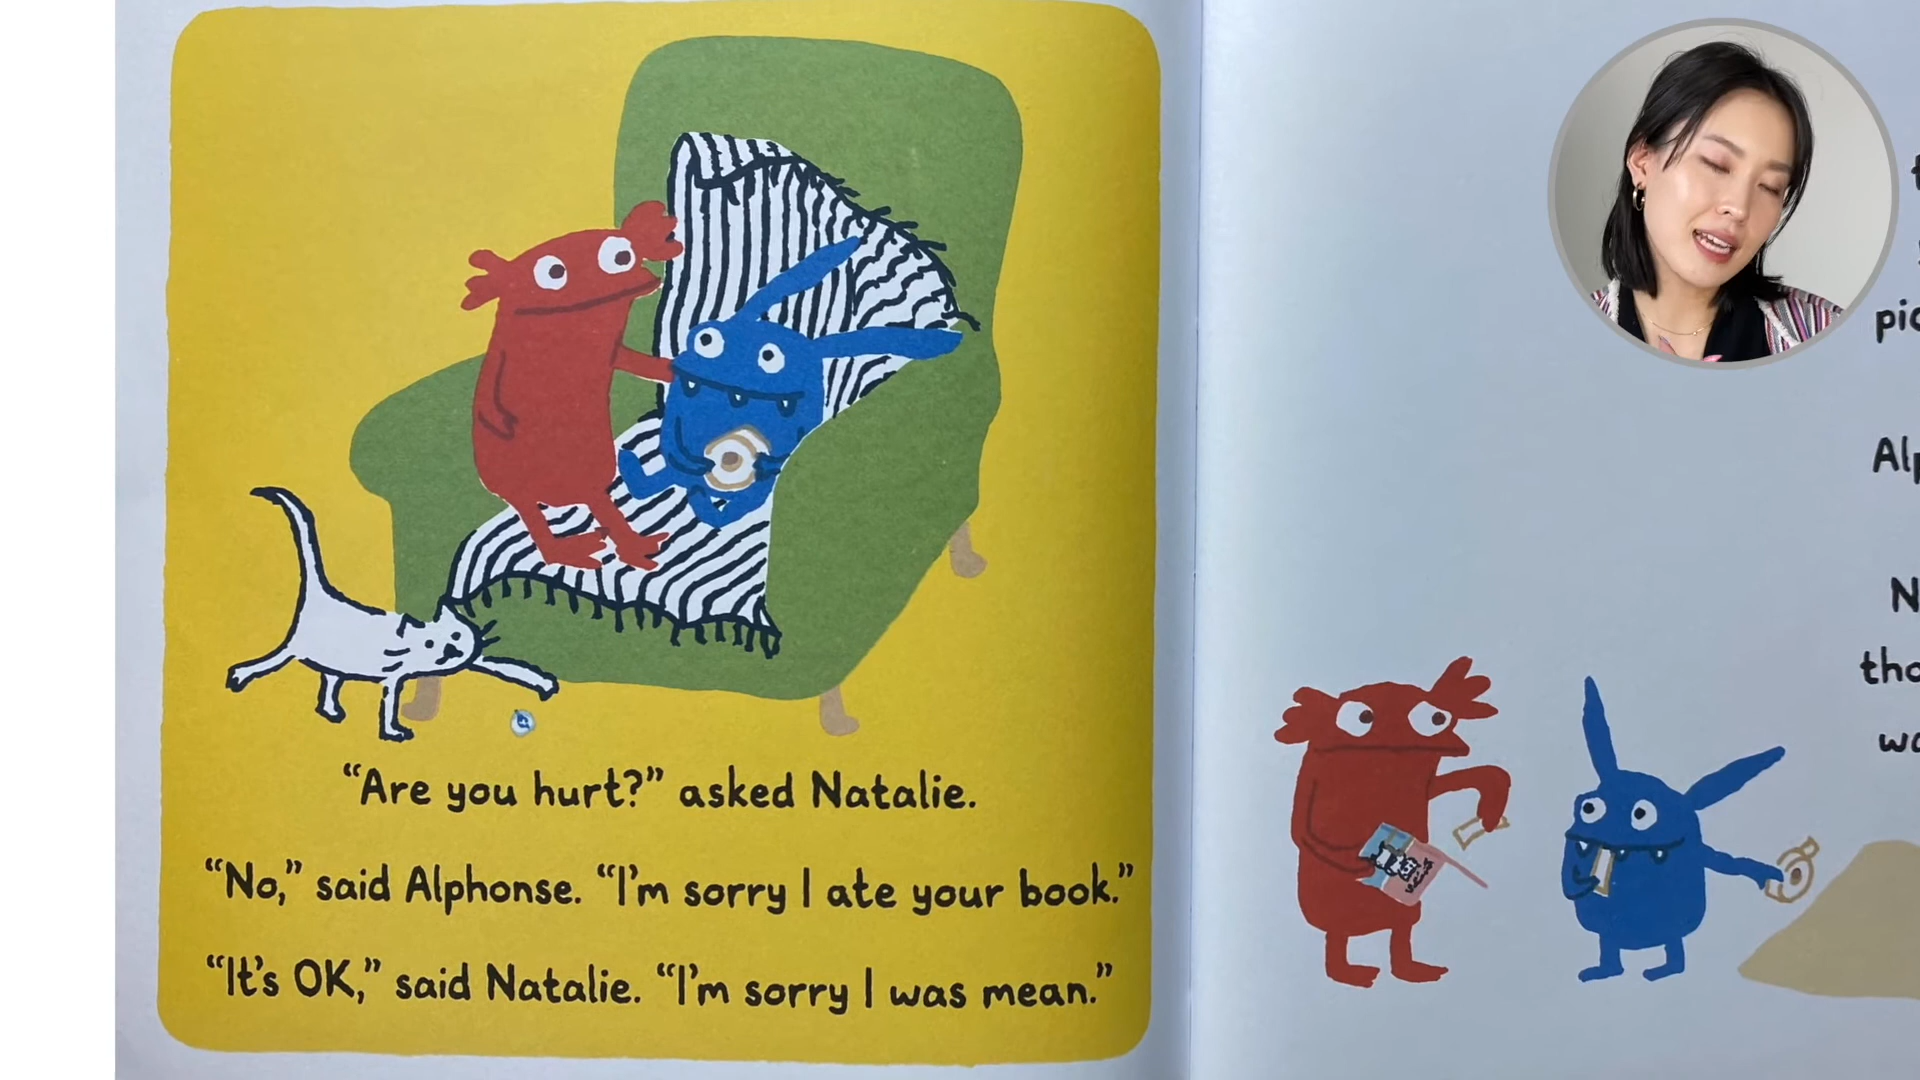 “Are you hurt?” asked Natalie.
“No,” said Alphonse. “I’m sorry I ate your book.”
“It’s OK,” said Natalie. “I’m sorry I was mean.”